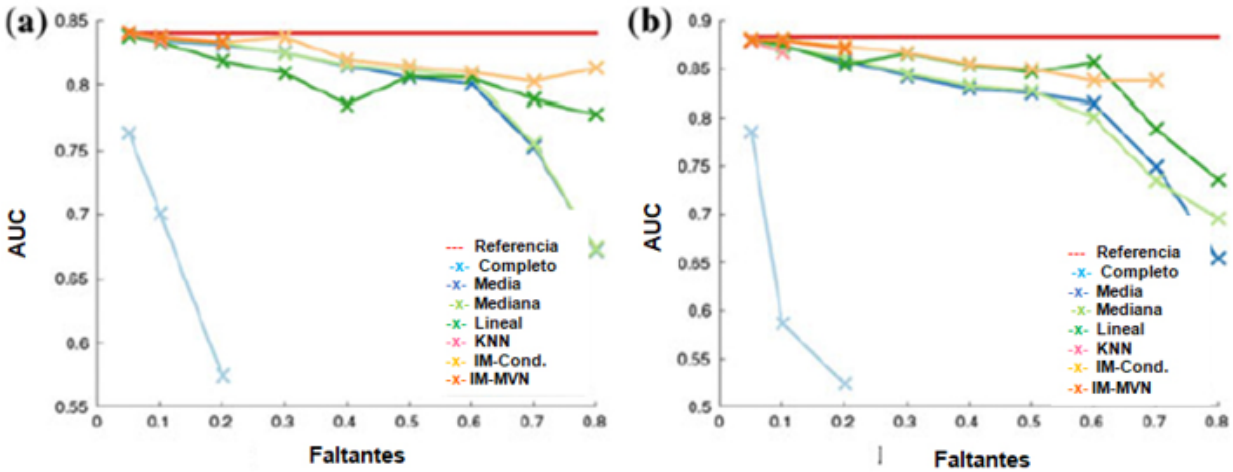 (a)
0.85
0.8
0.75
0.7
0.65
0.6
0.55
AUC
0 0.1 0.2 0.3 0.4 0.5 0.6 0.7 0.8
Faltantes
--- Referencia
-x- Completo
-x- Media
-x- Mediana
-x- Lineal
-x- KNN
-x- IM-Cond.
-x- IM-MVN
(b)
0.9
0.85
0.8
0.75
0.7
0.65
0.6
0.55
0.5
AUC
0 0.1 0.2 0.3 0.4 0.5 0.6 0.7 0.8
Faltantes
--- Referencia
-x- Completo
-x- Media
-x- Mediana
-x- Lineal
-x- KNN
-x- IM-Cond.
-x- IM-MVN